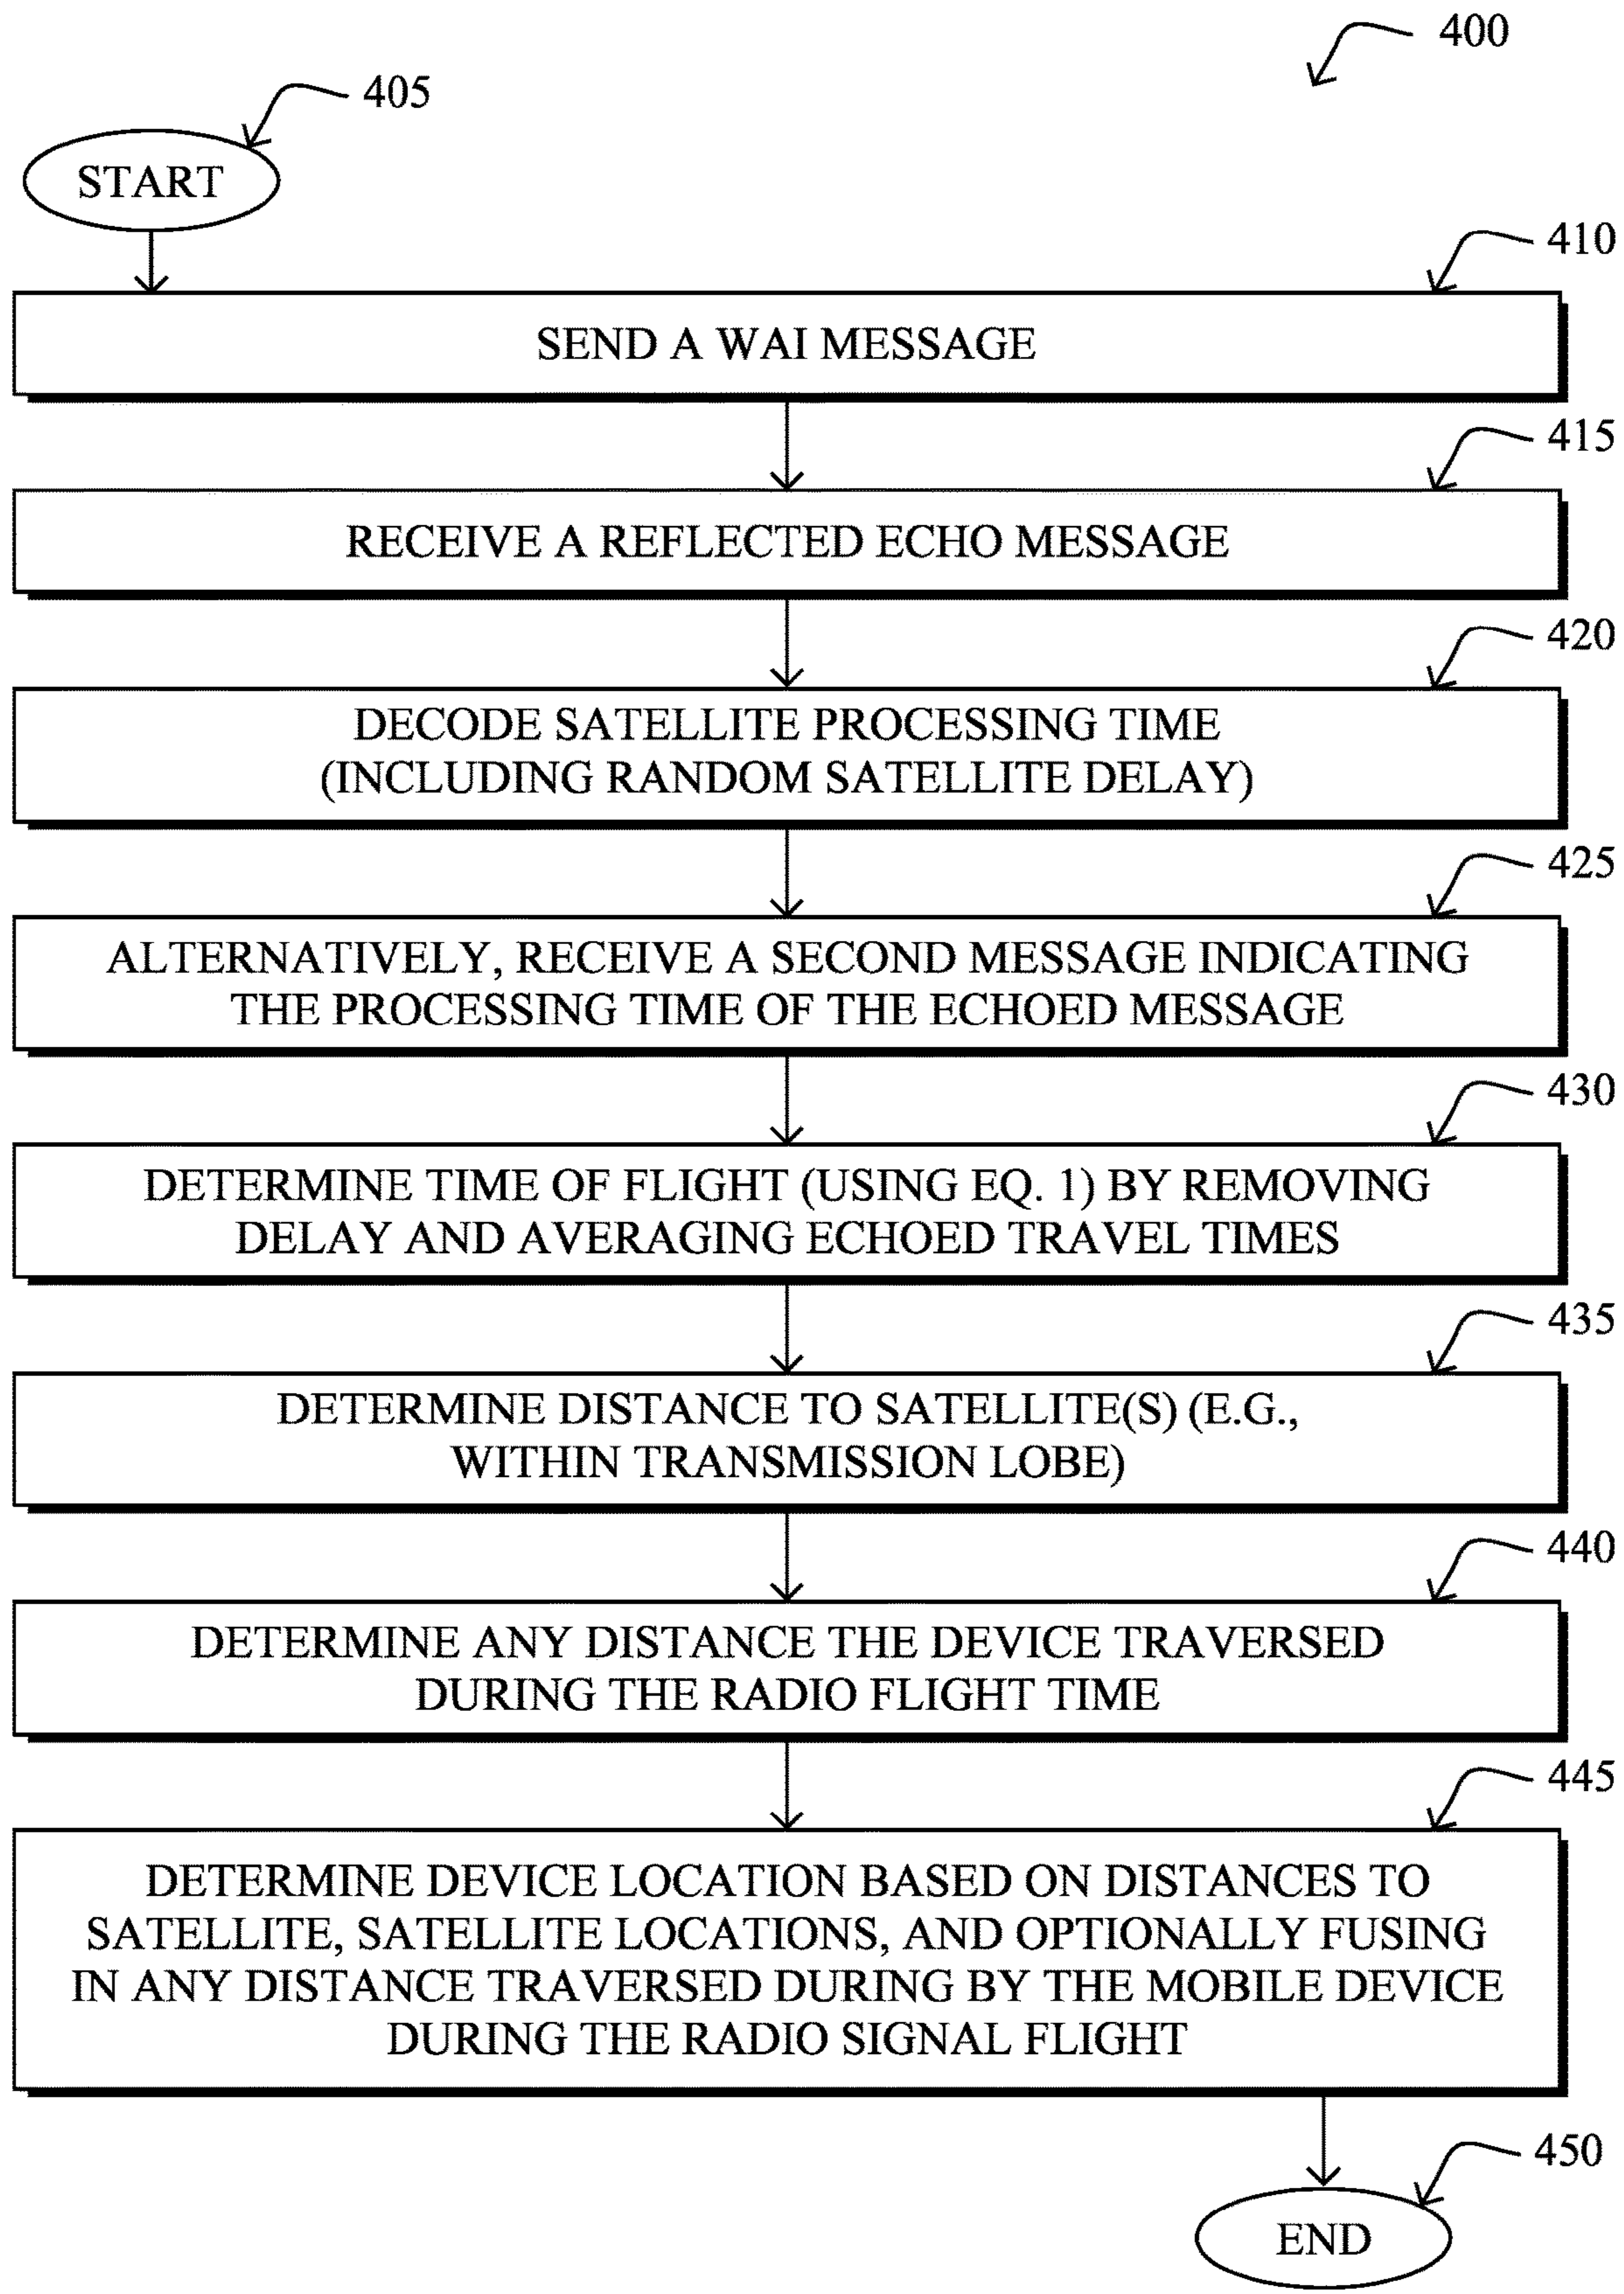 400
405
START
410
SEND A WAI MESSAGE
415
RECEIVE A REFLECTED ECHO MESSAGE
420
DECODE SATELLITE PROCESSING TIME
(INCLUDING RANDOM SATELLITE DELAY)
425
ALTERNATIVELY, RECEIVE A SECOND MESSAGE INDICATING
THE PROCESSING TIME OF THE ECHOED MESSAGE
430
DETERMINE TIME OF FLIGHT (USING EQ. 1) BY REMOVING
DELAY AND AVERAGING ECHOED TRAVEL TIMES
435
DETERMINE DISTANCE TO SATELLITE(S) (E.G.,
WITHIN TRANSMISSION LOBE)
440
DETERMINE ANY DISTANCE THE DEVICE TRAVERSED
DURING THE RADIO FLIGHT TIME
445
DETERMINE DEVICE LOCATION BASED ON DISTANCES TO
SATELLITE, SATELLITE LOCATIONS, AND OPTIONALLY FUSING
IN ANY DISTANCE TRAVERSED DURING BY THE MOBILE DEVICE
DURING THE RADIO SIGNAL FLIGHT
450
END